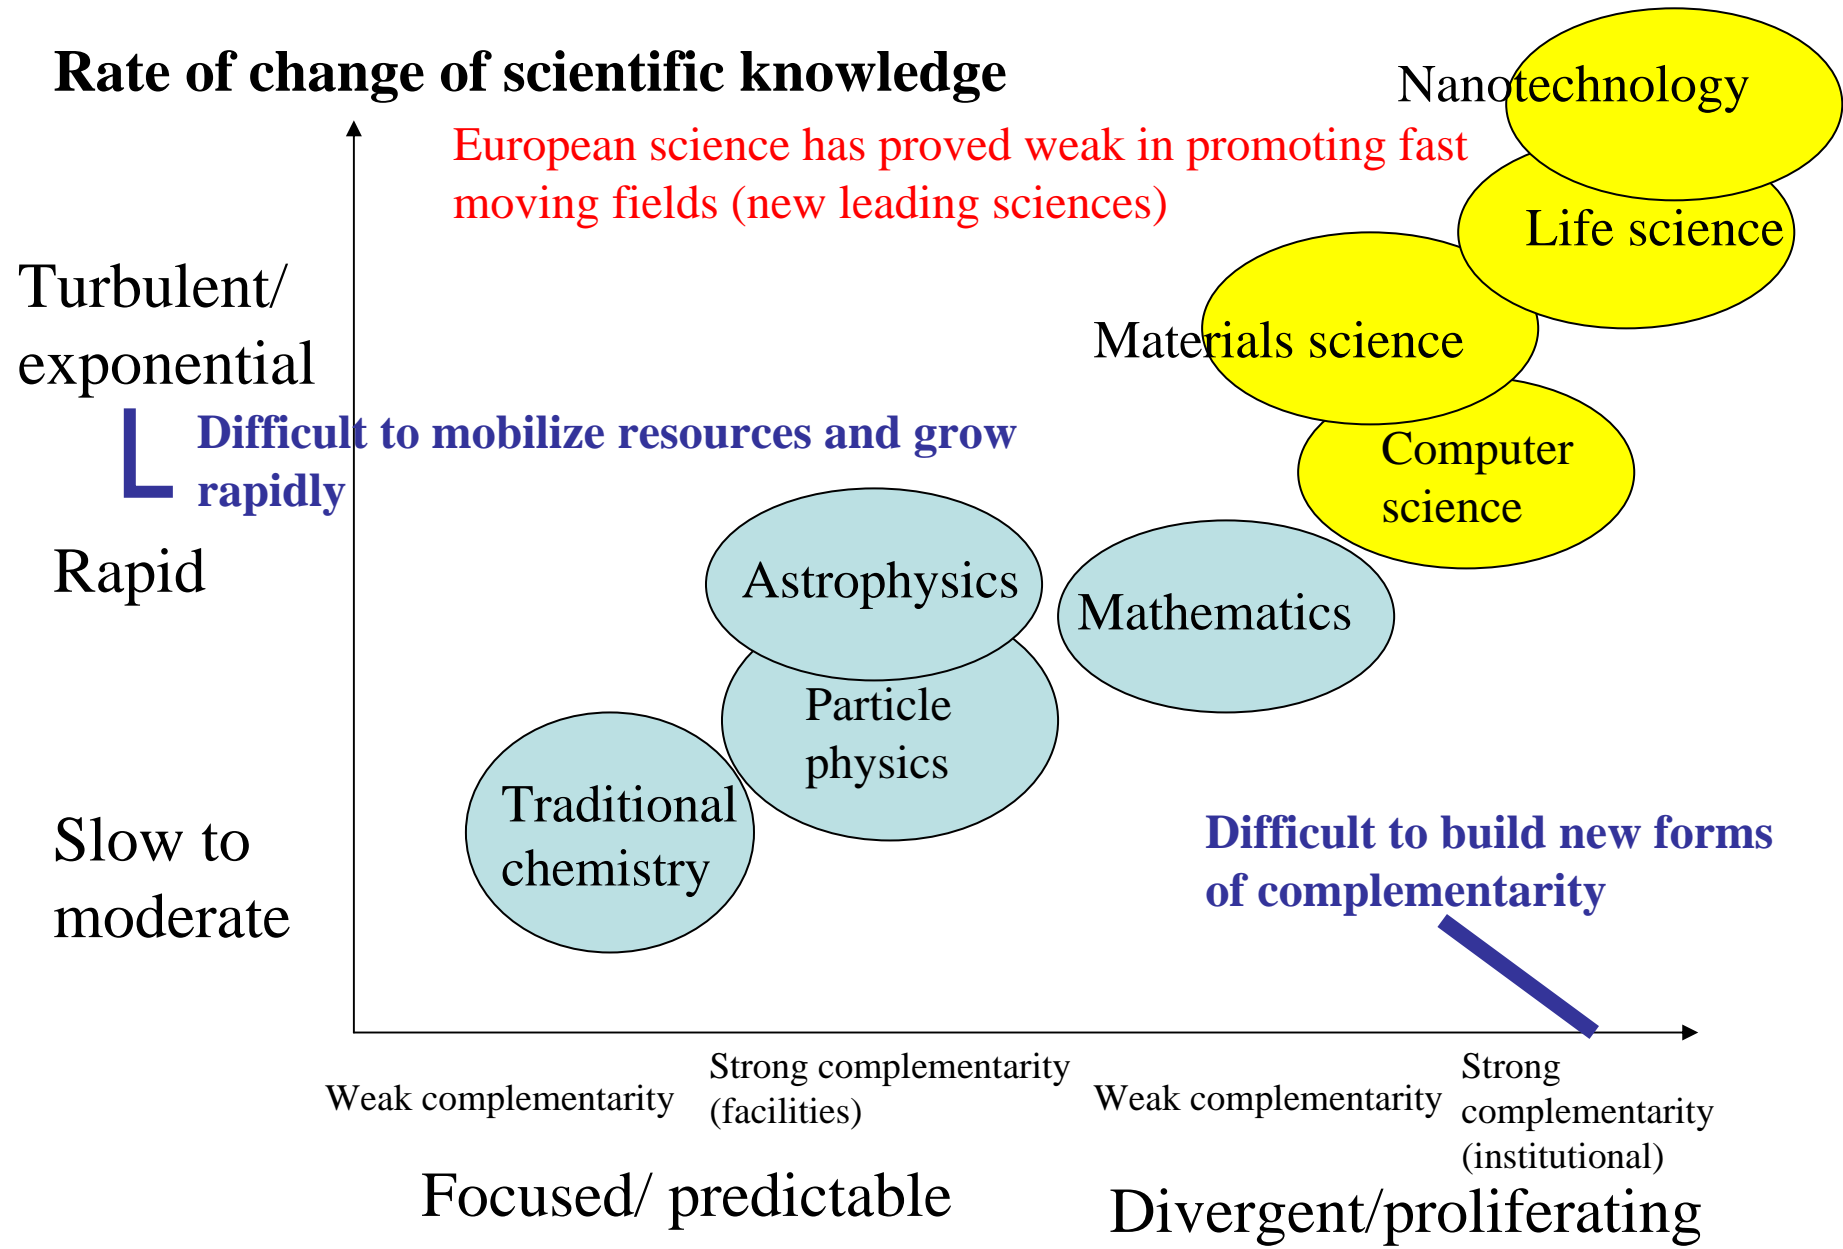 Rate of change of scientific knowledge
Nanotechnology
European science has proved weak in promoting fast
moving fields (new leading sciences)
Life science
Turbulent/
exponential
Materials science
Difficult to mobilize resources and grow
rapidly
Computer
science
Rapid
Astrophysics
Mathematics
Particle
physics
Traditional
chemistry
Slow to
moderate
Difficult to build new forms
of complementarity
Weak complementarity
Strong complementarity
(facilities)
Weak complementarity
Strong
complementarity
(institutional)
Focused/ predictable
Divergent/proliferating